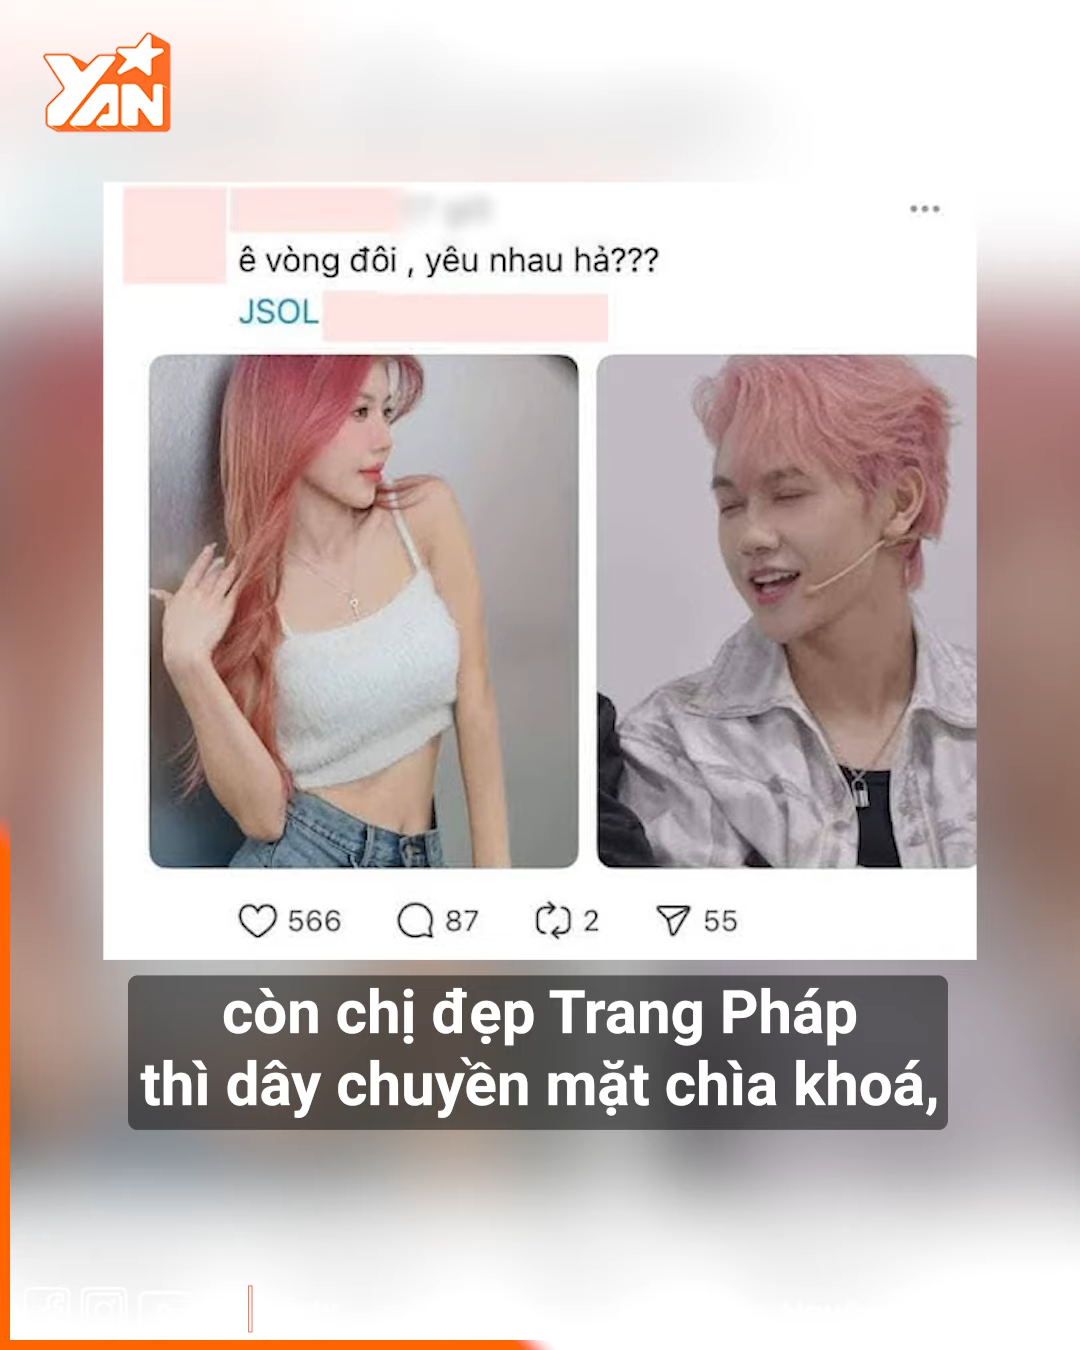 YAN
ê vòng đôi , yêu nhau hả???
JSOL
566 87 2 55
còn chị đẹp Trang Pháp
thì dây chuyền mặt chìa khoá,